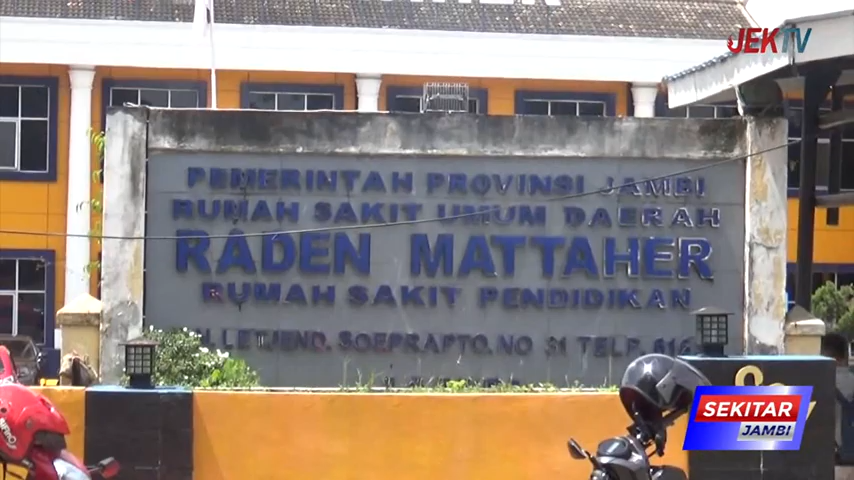 JEKTV
PEMERINTAH PROVINSI JAMBI
RUMAH SAKIT UMUM DAERAH
RADEN MATTAHER
RUMAH SAKIT PENDIDIKAN
LETJEND. SOEPRAPTO. NO 31 TELP. 616
SEKITAR
JAMBI